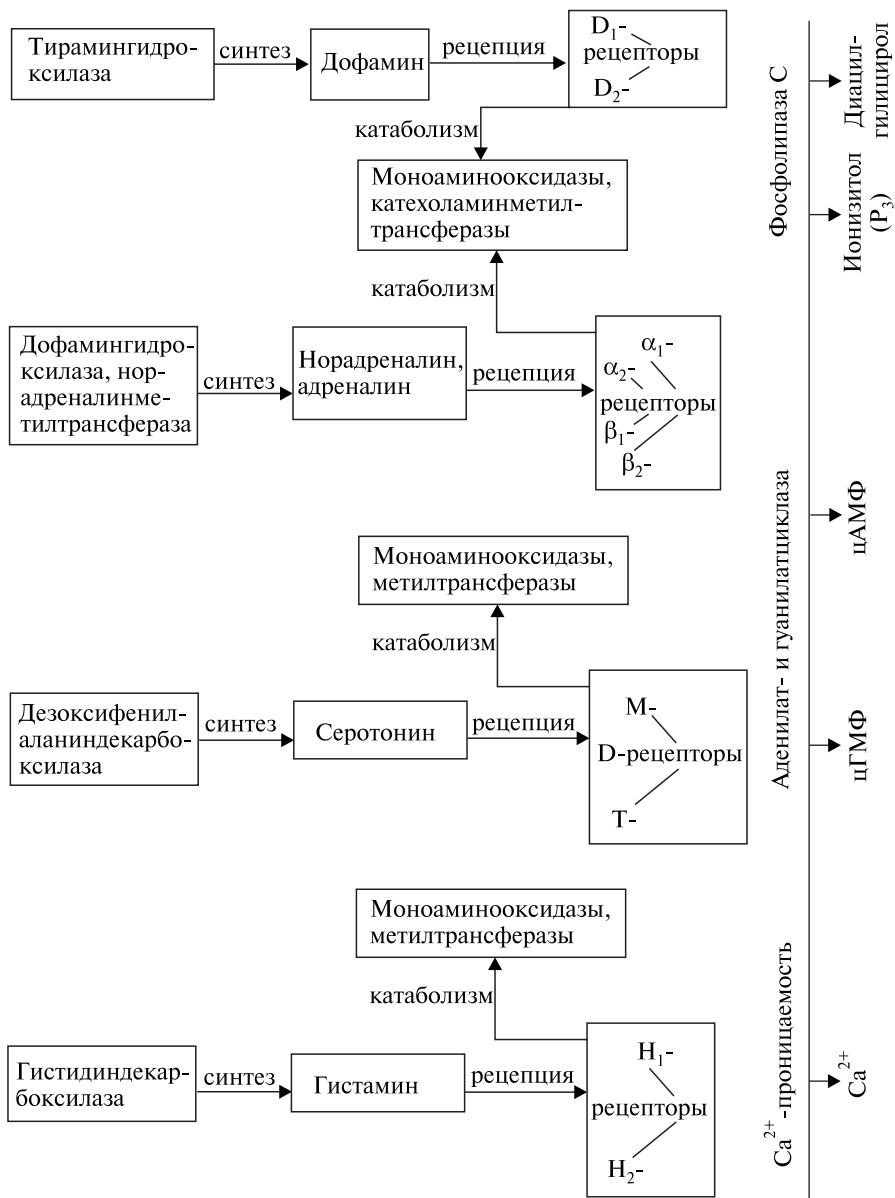 Тирамингидро-
ксилаза
синтез
Дофамин
рецепция
D₁-
рецепторы
D₂-
катаболизм
Моноаминооксидазы,
катехоламинметил-
трансферазы
катаболизм
Дофамингидро-
ксилаза, нор-
адреналинме-
тилтрансфераза
синтез
Норадреналин,
адреналин
рецепция
α₁-
α₂-
рецепторы
β₁-
β₂-
Моноаминооксидазы,
метилтрансферазы
катаболизм
Дезоксифенил-
аланиндекарбо-
ксилаза
синтез
Серотонин
рецепция
М-
D-рецепторы
Т-
Моноаминооксидазы,
метилтрансферазы
катаболизм
Гистидиндекар-
боксилаза
синтез
Гистамин
рецепция
H₁-
рецепторы
H₂-
Фосфолипаза С
Аденилат- и гуанилатциклаза
Ca²⁺-проницаемость
Диацил-
гилицирол
Ионизитол
(P₃)
цАМФ
цГМФ
Ca²⁺